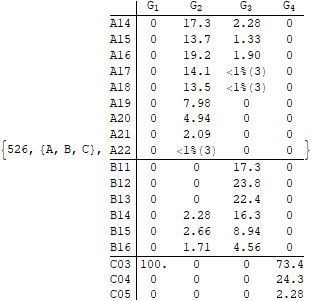 G1 G2 G3 G4
A14 0 17.3 2.28 0
A15 0 13.7 1.33 0
A16 0 19.2 1.90 0
A17 0 14.1 <1%(3) 0
A18 0 13.5 <1%(3) 0
A19 0 7.98 0 0
A20 0 4.94 0 0
A21 0 2.09 0 0
{526, {A, B, C}, A22 0 <1%(3) 0 0 }
B11 0 0 17.3 0
B12 0 0 23.8 0
B13 0 0 22.4 0
B14 0 2.28 16.3 0
B15 0 2.66 8.94 0
B16 0 1.71 4.56 0
C03 100. 0 0 73.4
C04 0 0 0 24.3
C05 0 0 0 2.28